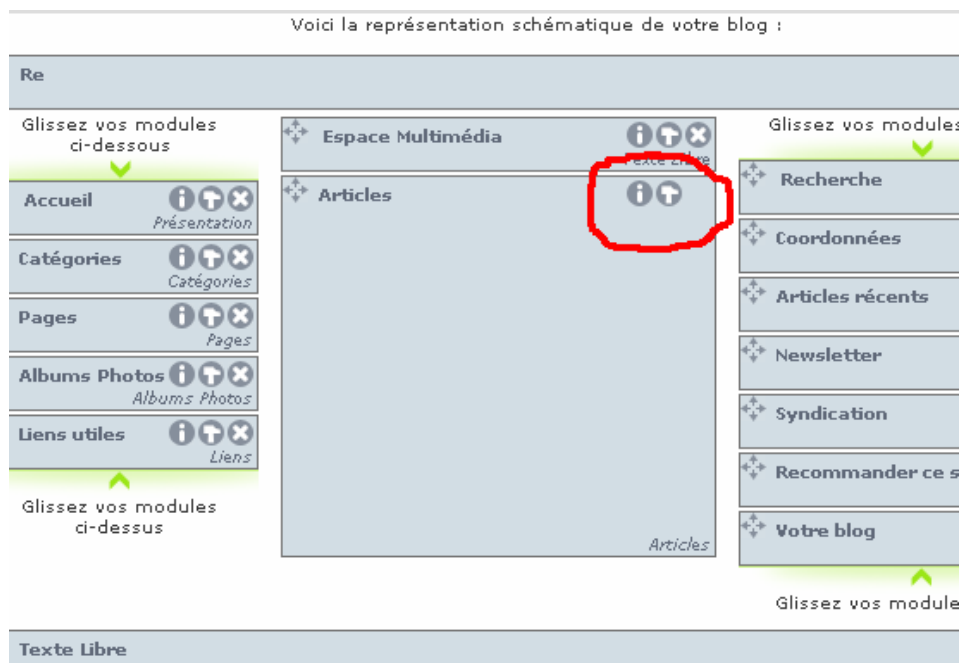 Voici la représentation schématique de votre blog :
Re
Glissez vos modules
ci-dessous
Accueil
Présentation
Catégories
Catégories
Pages
Pages
Albums Photos
Albums Photos
Liens utiles
Liens
Glissez vos modules
ci-dessus
Espace Multimédia
Texte Libre
Articles
Articles
Glissez vos modules
Recherche
Coordonnées
Articles récents
Newsletter
Syndication
Recommander ce s
Votre blog
Glissez vos module
Texte Libre